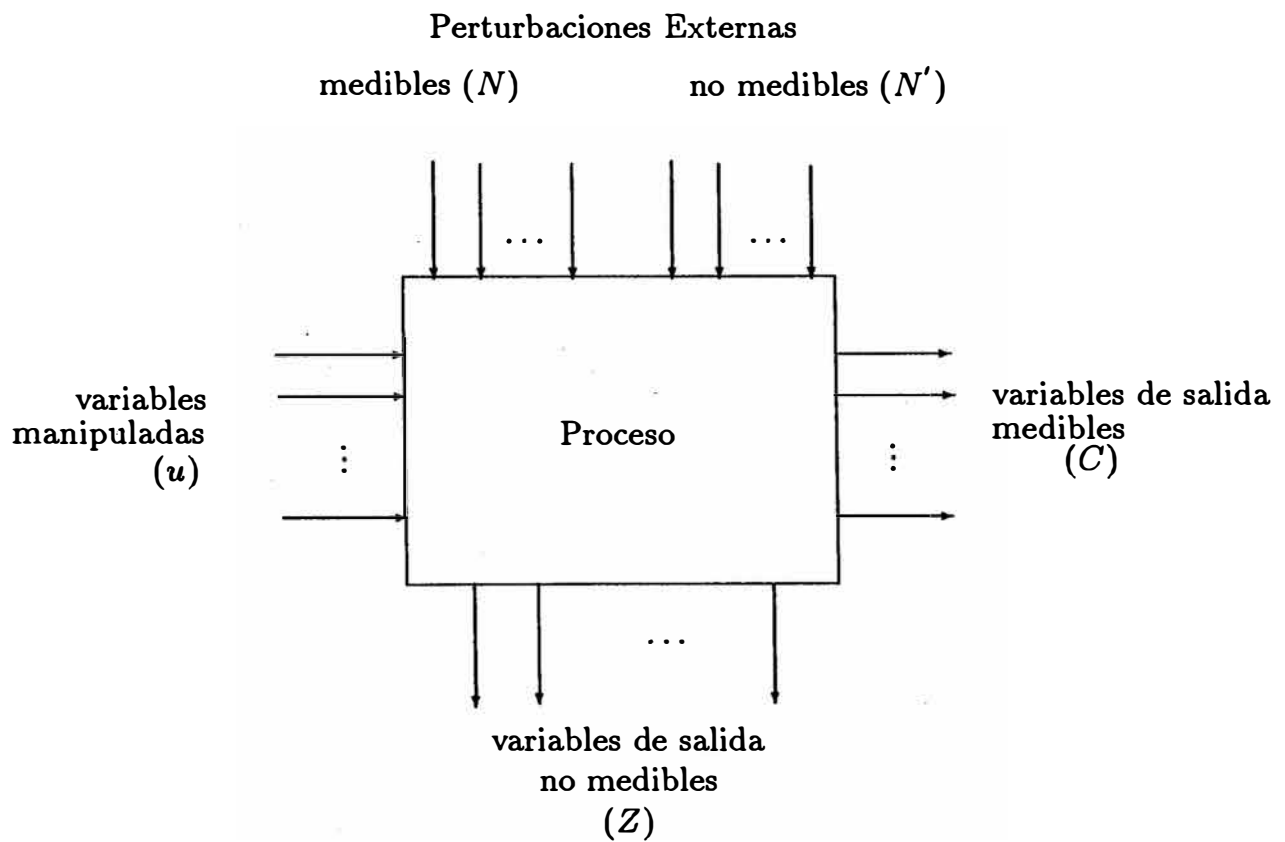 Perturbaciones Externas
medibles (N)
no medibles (N′)
...
...
variables
manipuladas
(u)
⋮
Proceso
variables de salida
medibles
(C)
⋮
...
variables de salida
no medibles
(Z)